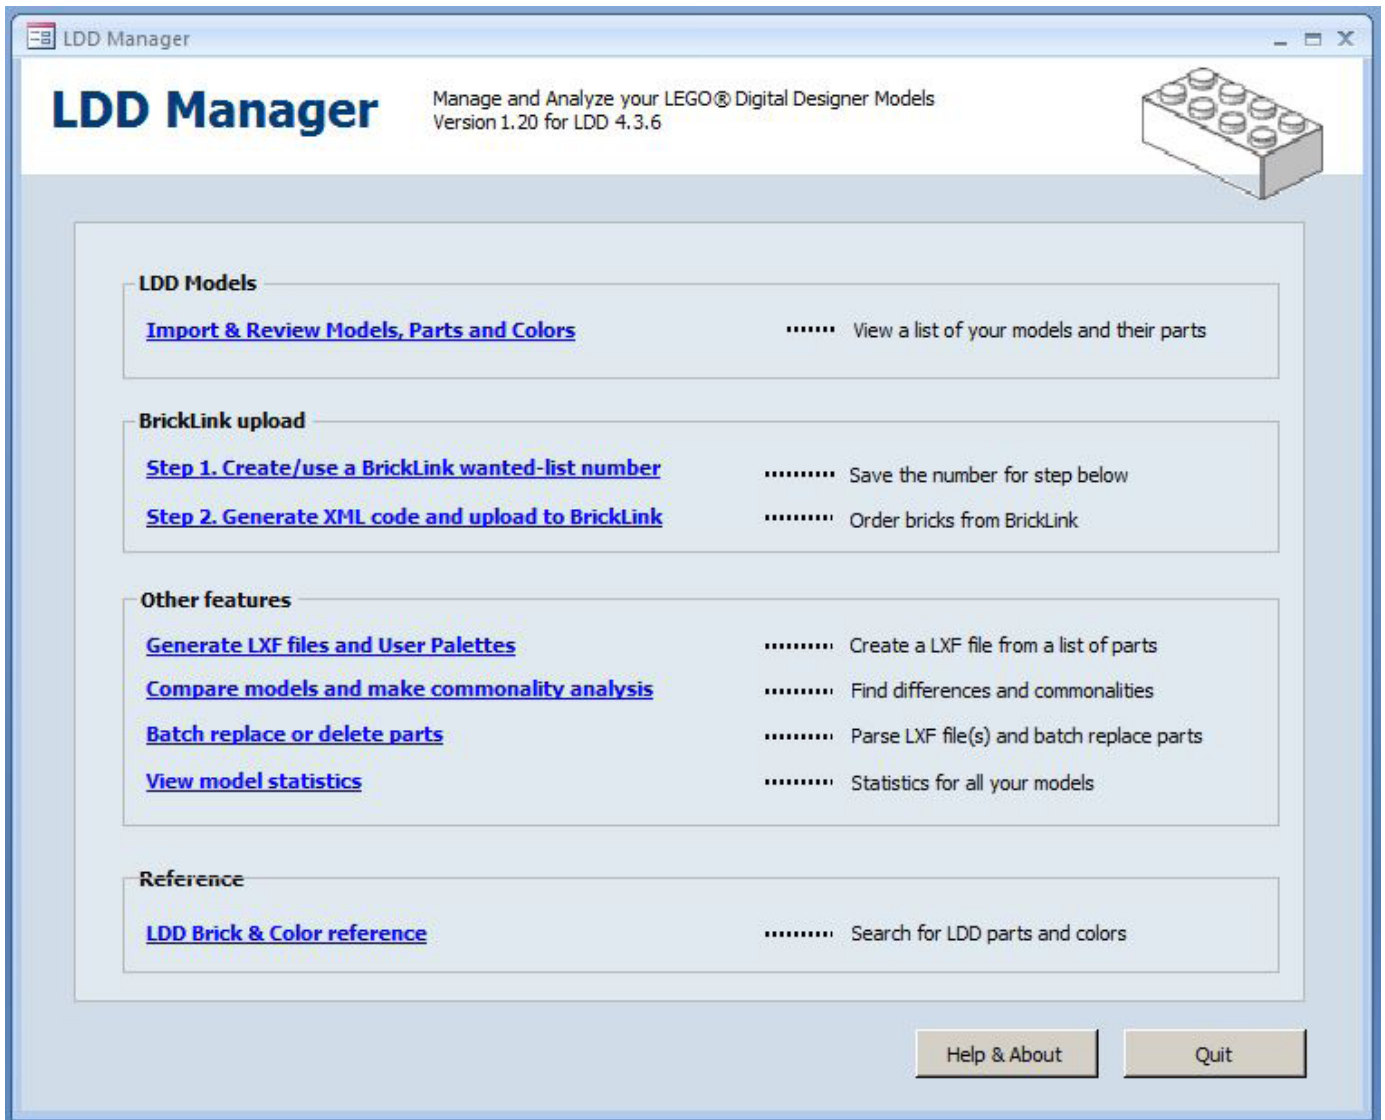 LDD Manager
LDD Manager
Manage and Analyze your LEGO® Digital Designer Models
Version 1.20 for LDD 4.3.6
LDD Models
Import & Review Models, Parts and Colors ....... View a list of your models and their parts
BrickLink upload
Step 1. Create/use a BrickLink wanted-list number .......... Save the number for step below
Step 2. Generate XML code and upload to BrickLink .......... Order bricks from BrickLink
Other features
Generate LXF files and User Palettes .......... Create a LXF file from a list of parts
Compare models and make commonality analysis .......... Find differences and commonalities
Batch replace or delete parts .......... Parse LXF file(s) and batch replace parts
View model statistics .......... Statistics for all your models
Reference
LDD Brick & Color reference .......... Search for LDD parts and colors
Help & About
Quit